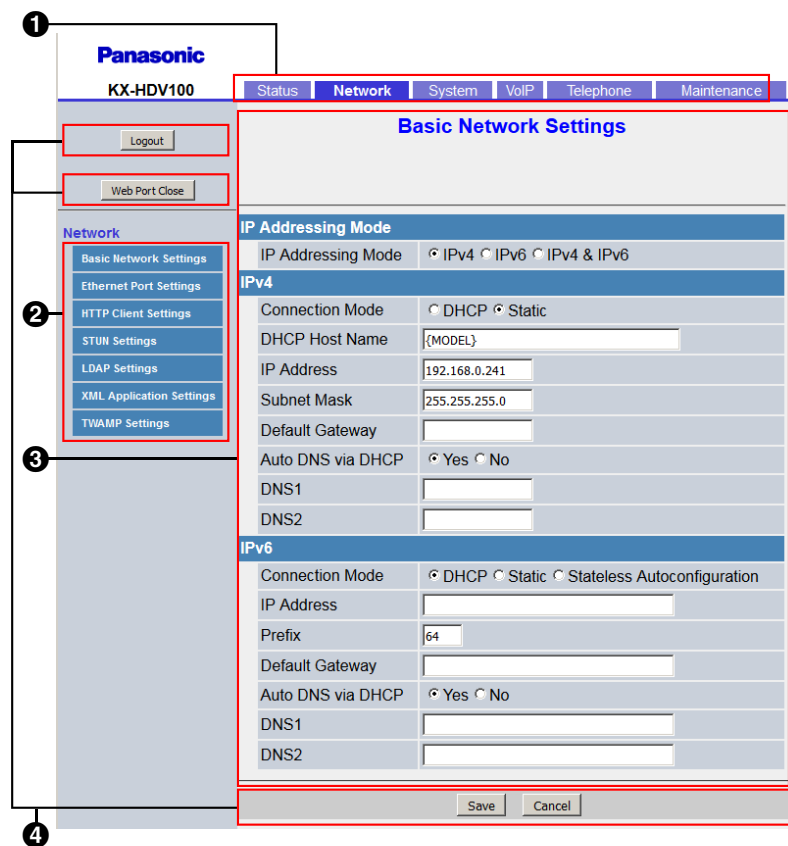 ❶
Panasonic
KX-HDV100
Status Network System VoIP Telephone Maintenance
Logout
Web Port Close
Network
❷
Basic Network Settings
Ethernet Port Settings
HTTP Client Settings
STUN Settings
LDAP Settings
XML Application Settings
TWAMP Settings
❸
Basic Network Settings
IP Addressing Mode
IP Addressing Mode IPv4 IPv6 IPv4 & IPv6
IPv4
Connection Mode DHCP Static
DHCP Host Name {MODEL}
IP Address 192.168.0.241
Subnet Mask 255.255.255.0
Default Gateway
Auto DNS via DHCP Yes No
DNS1
DNS2
IPv6
Connection Mode DHCP Static Stateless Autoconfiguration
IP Address
Prefix 64
Default Gateway
Auto DNS via DHCP Yes No
DNS1
DNS2
Save Cancel
❹